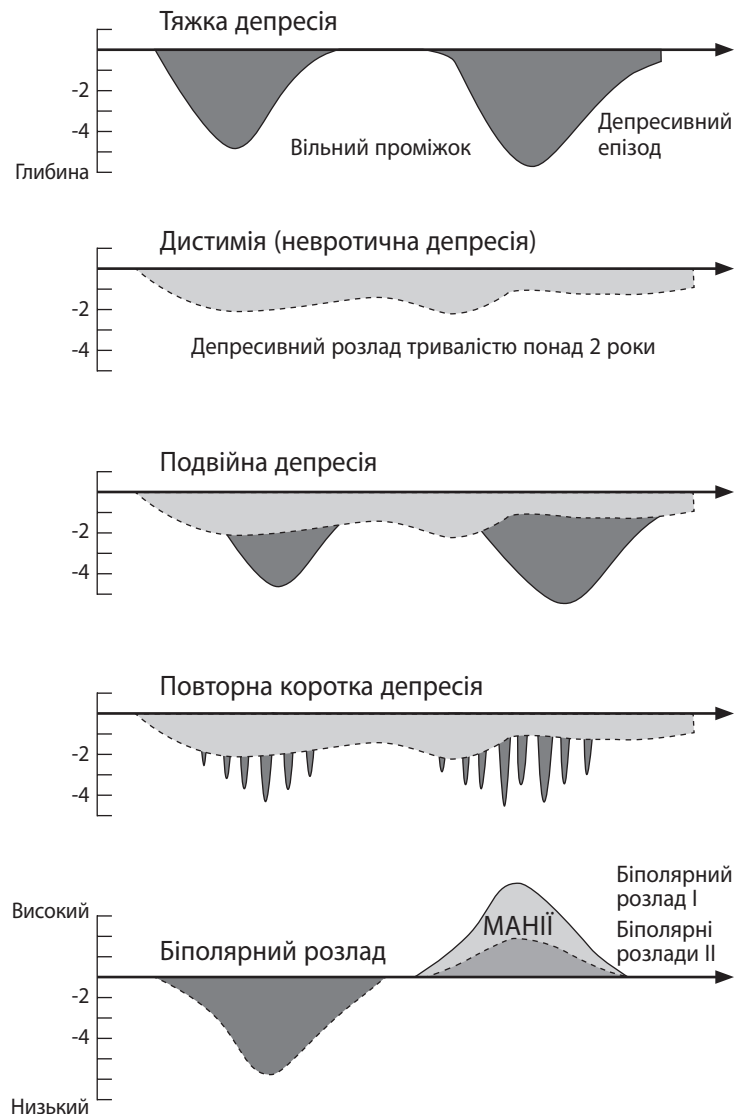 Тяжка депресія
-2
-4
Глибина
Вільний проміжок
Депресивний
епізод
Дистимія (невротична депресія)
-2
-4
Депресивний розлад тривалістю понад 2 роки
Подвійна депресія
-2
-4
Повторна коротка депресія
-2
-4
Високий
Біполярний розлад
МАНІЇ
Біполярний
розлад I
Біполярні
розлади II
-2
-4
Низький